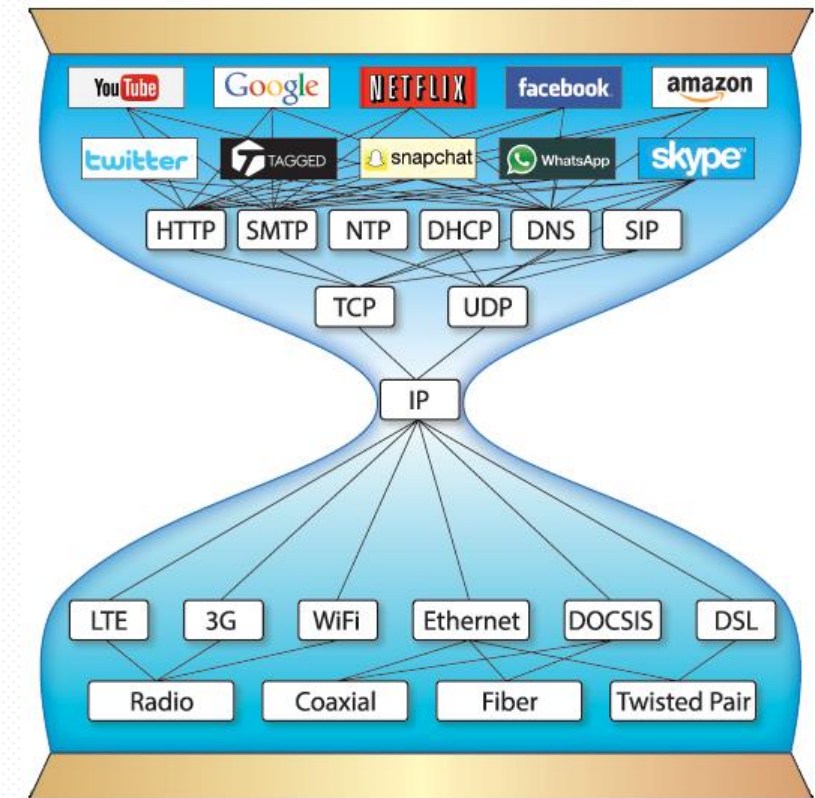 YouTube Google NETFLIX facebook amazon
twitter TAGGED snapchat WhatsApp skype
HTTP SMTP NTP DHCP DNS SIP
TCP UDP
IP
LTE 3G WiFi Ethernet DOCSIS DSL
Radio Coaxial Fiber Twisted Pair